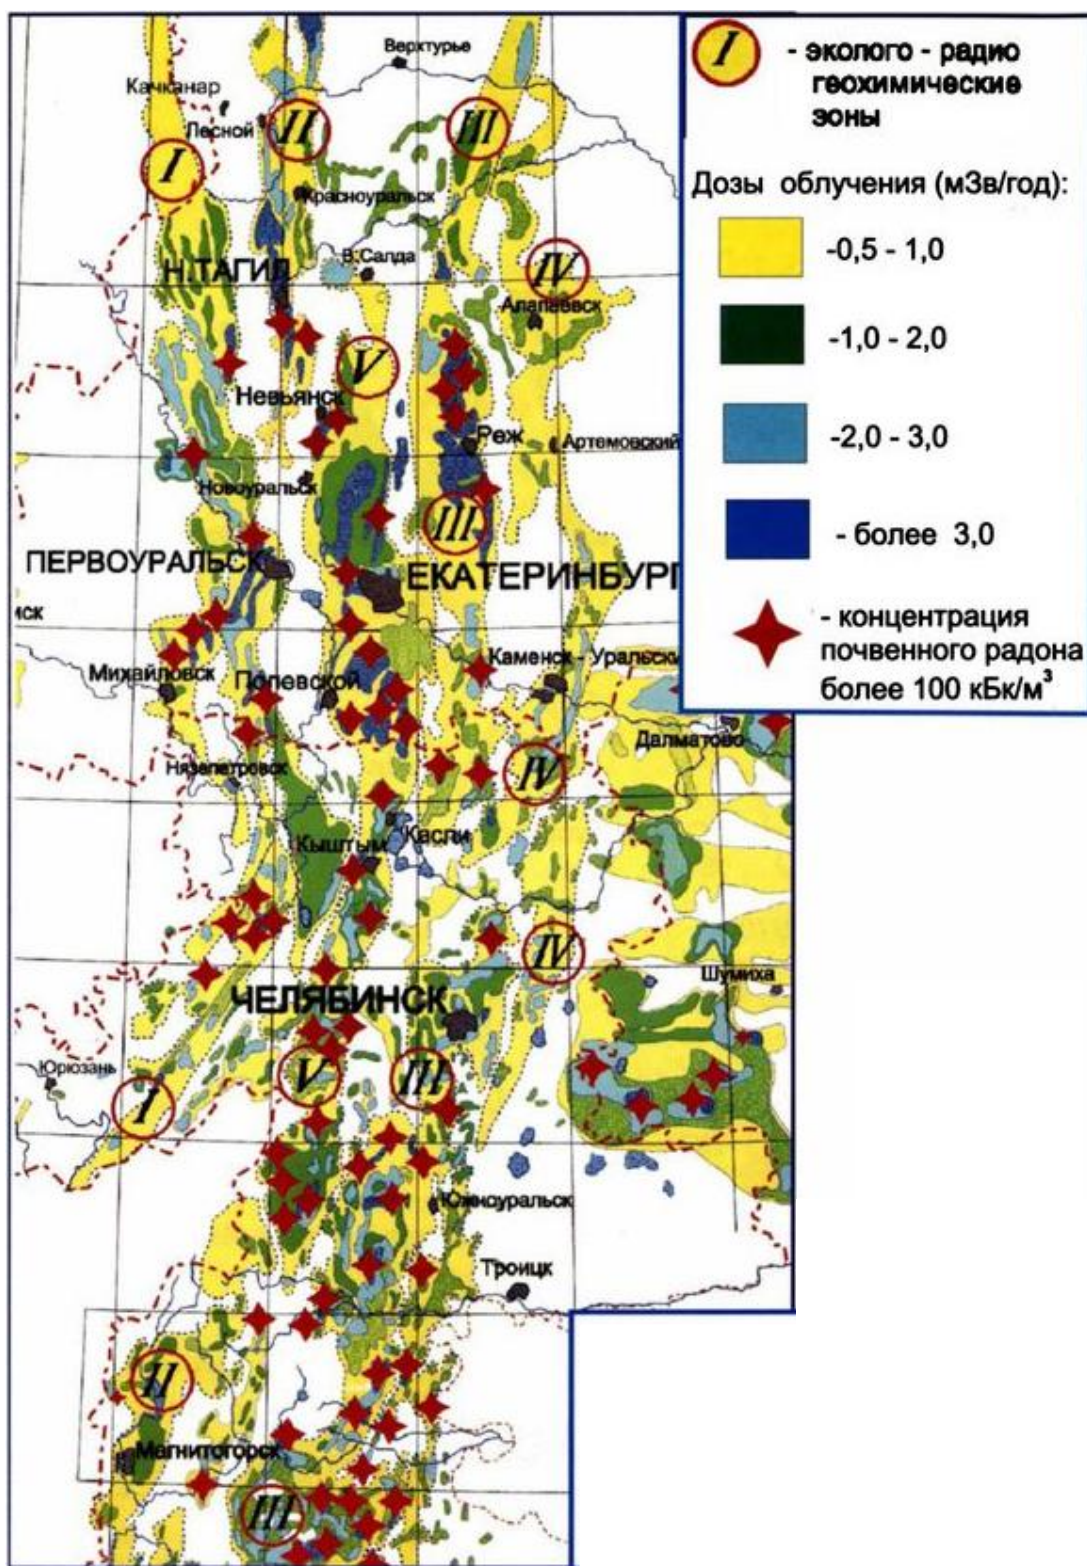 I
- эколого - радио
геохимические
зоны
Дозы облучения (мЗв/год):
-0,5 - 1,0
-1,0 - 2,0
-2,0 - 3,0
- более 3,0
- концентрация
почвенного радона
более 100 кБк/м³
Верхтурье
Качканар
Лесной
II
III
I
Красноуральск
В.Салда
Н.ТАГИЛ
IV
Алапаевск
V
Невьянск
Реж
Артемовский
Новоуральск
III
ПЕРВОУРАЛЬСК
ЕКАТЕРИНБУРГ
иск
Михайловск
Полевской
Каменск - Уральски
Далматово
Нязепетровск
IV
Касли
Кыштым
IV
Шумиха
ЧЕЛЯБИНСК
Юрюзань
V
III
I
Южноуральск
Троицк
II
Магнитогорск
III